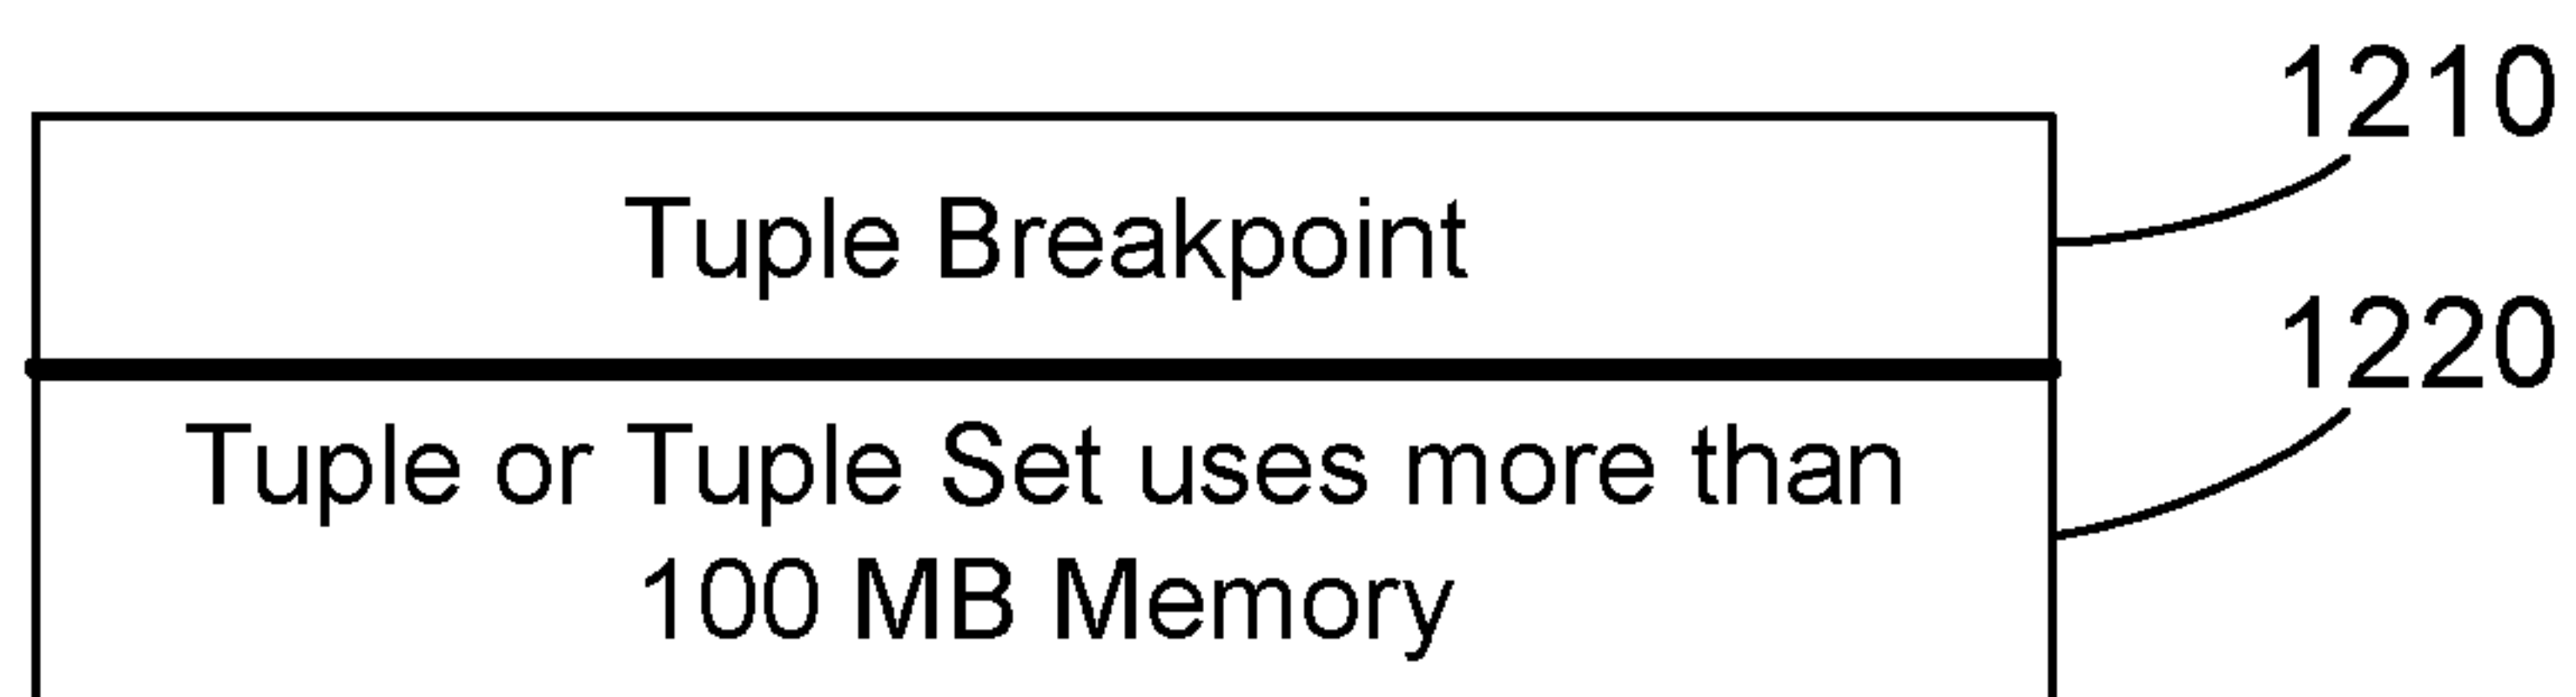 1210
Tuple Breakpoint
1220
Tuple or Tuple Set uses more than
100 MB Memory